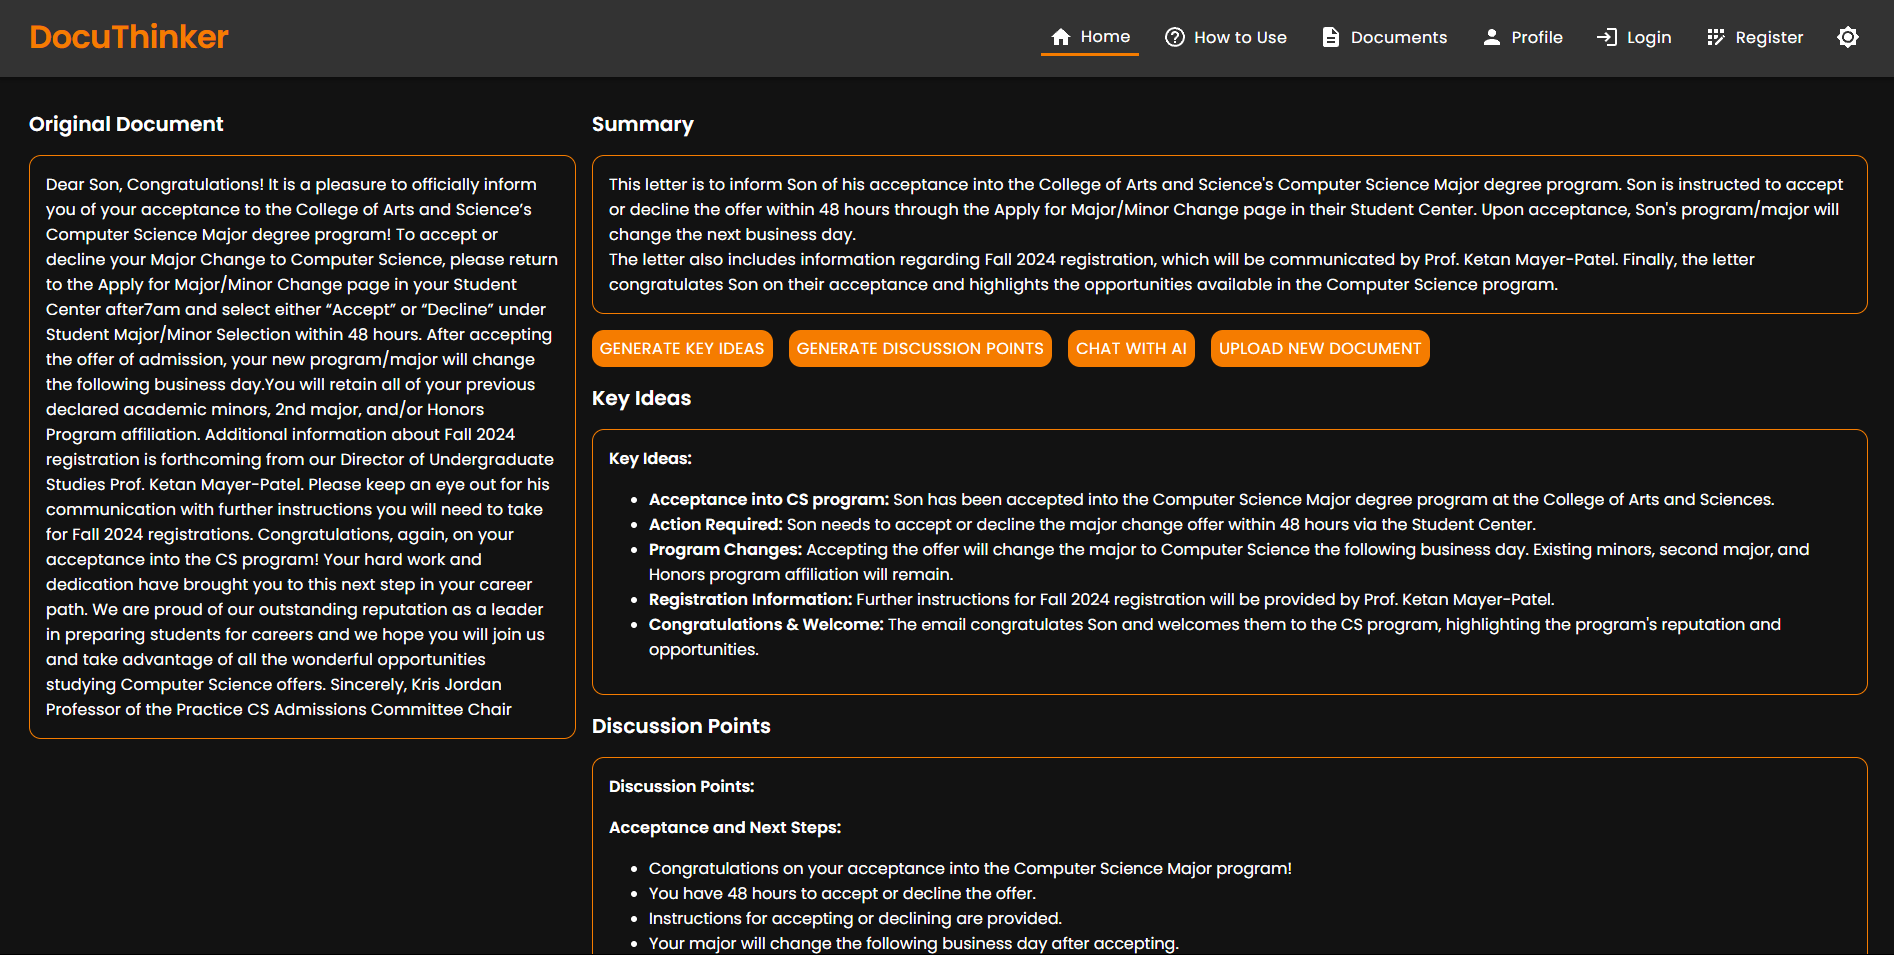 DocuThinker
Home
How to Use
Documents
Profile
Login
Register
Original Document
Dear Son, Congratulations! It is a pleasure to officially inform
you of your acceptance to the College of Arts and Science’s
Computer Science Major degree program! To accept or
decline your Major Change to Computer Science, please return
to the Apply for Major/Minor Change page in your Student
Center after7am and select either “Accept” or “Decline” under
Student Major/Minor Selection within 48 hours. After accepting
the offer of admission, your new program/major will change
the following business day.You will retain all of your previous
declared academic minors, 2nd major, and/or Honors
Program affiliation. Additional information about Fall 2024
registration is forthcoming from our Director of Undergraduate
Studies Prof. Ketan Mayer-Patel. Please keep an eye out for his
communication with further instructions you will need to take
for Fall 2024 registrations. Congratulations, again, on your
acceptance into the CS program! Your hard work and
dedication have brought you to this next step in your career
path. We are proud of our outstanding reputation as a leader
in preparing students for careers and we hope you will join us
and take advantage of all the wonderful opportunities
studying Computer Science offers. Sincerely, Kris Jordan
Professor of the Practice CS Admissions Committee Chair
Summary
This letter is to inform Son of his acceptance into the College of Arts and Science's Computer Science Major degree program. Son is instructed to accept
or decline the offer within 48 hours through the Apply for Major/Minor Change page in their Student Center. Upon acceptance, Son's program/major will
change the next business day.
The letter also includes information regarding Fall 2024 registration, which will be communicated by Prof. Ketan Mayer-Patel. Finally, the letter
congratulates Son on their acceptance and highlights the opportunities available in the Computer Science program.
GENERATE KEY IDEAS
GENERATE DISCUSSION POINTS
CHAT WITH AI
UPLOAD NEW DOCUMENT
Key Ideas
Key Ideas:
• Acceptance into CS program: Son has been accepted into the Computer Science Major degree program at the College of Arts and Sciences.
• Action Required: Son needs to accept or decline the major change offer within 48 hours via the Student Center.
• Program Changes: Accepting the offer will change the major to Computer Science the following business day. Existing minors, second major, and
Honors program affiliation will remain.
• Registration Information: Further instructions for Fall 2024 registration will be provided by Prof. Ketan Mayer-Patel.
• Congratulations & Welcome: The email congratulates Son and welcomes them to the CS program, highlighting the program's reputation and
opportunities.
Discussion Points
Discussion Points:
Acceptance and Next Steps:
• Congratulations on your acceptance into the Computer Science Major program!
• You have 48 hours to accept or decline the offer.
• Instructions for accepting or declining are provided.
• Your major will change the following business day after accepting.